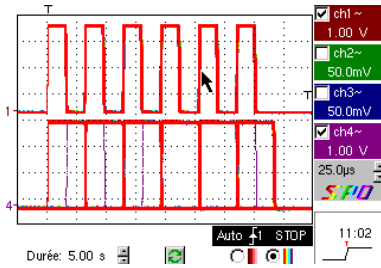 T
ch1~
1.00 V
ch2~
50.0mV
ch3~
50.0mV
ch4~
1.00 V
25.0µs
SPO
1
T
4
Auto 1 STOP
Durée: 5.00 s
11:02
T